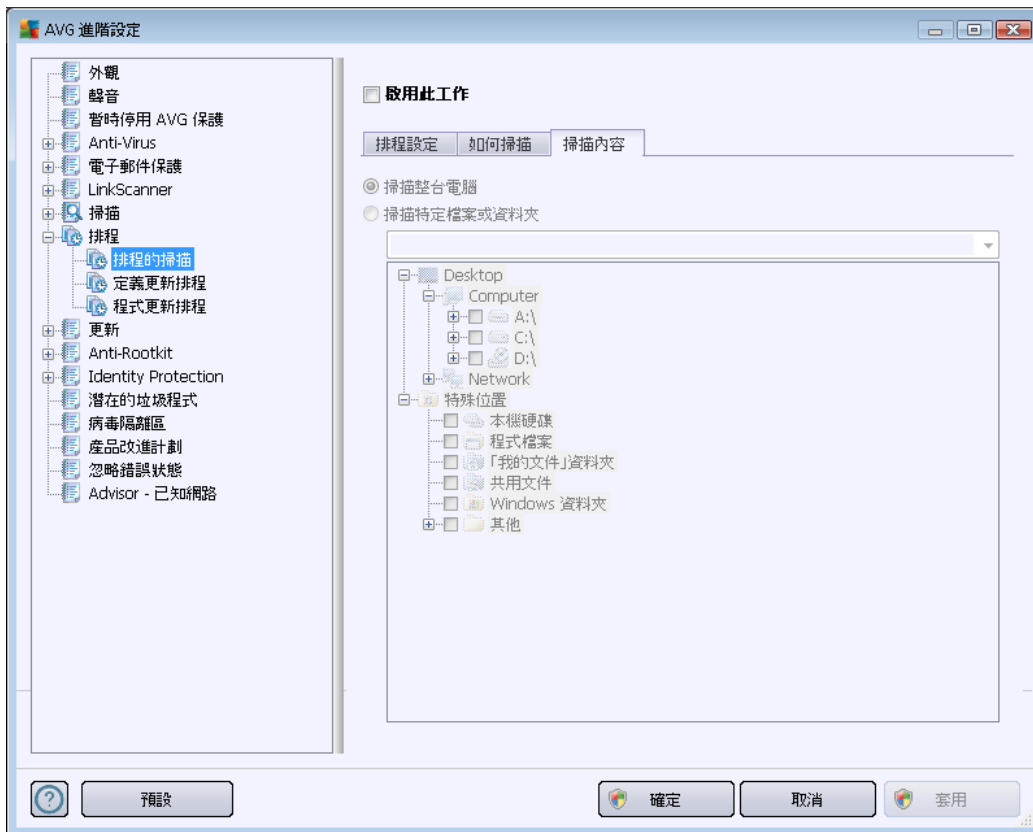 AVG 進階設定
外觀
聲音
暫時停用 AVG 保護
Anti-Virus
電子郵件保護
LinkScanner
掃描
排程
排程的掃描
定義更新排程
程式更新排程
更新
Anti-Rootkit
Identity Protection
潛在的垃圾程式
病毒隔離區
產品改進計劃
忽略錯誤狀態
Advisor - 已知網路
啟用此工作
排程設定 如何掃描 掃描內容
掃描整台電腦
掃描特定檔案或資料夾
Desktop
Computer
A:\
C:\
D:\
Network
特殊位置
本機硬碟
程式檔案
「我的文件」資料夾
共用文件
Windows 資料夾
其他
預設 確定 取消 套用